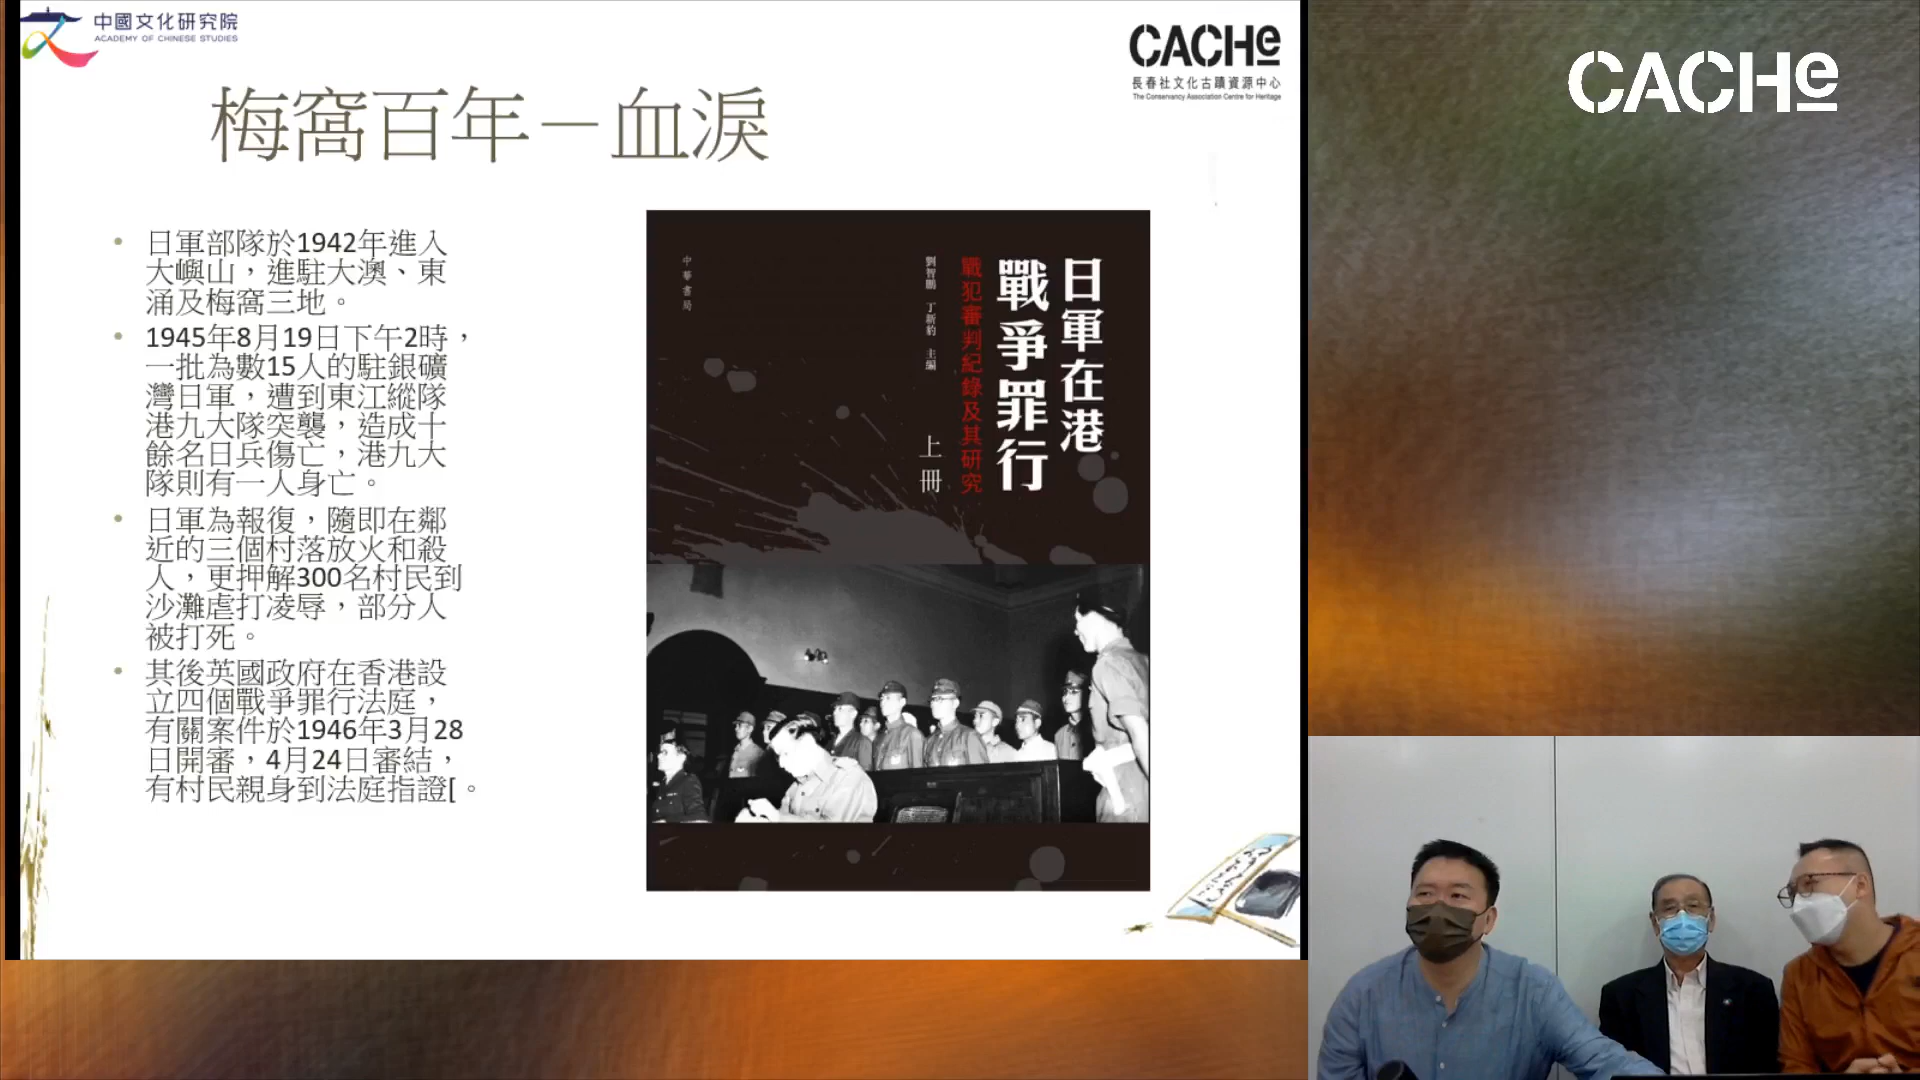 中國文化研究院
ACADEMY OF CHINESE STUDIES
CACHe
長春社文化古蹟資源中心
The Conservancy Association Centre for Heritage
CACHe
梅窩百年－血淚
• 日軍部隊於1942年進入
大嶼山，進駐大澳、東
涌及梅窩三地。
• 1945年8月19日下午2時，
一批為數15人的駐銀礦
灣日軍，遭到東江縱隊
港九大隊突襲，造成十
餘名日兵傷亡，港九大
隊則有一人身亡。
• 日軍為報復，隨即在鄰
近的三個村落放火和殺
人，更押解300名村民到
沙灘虐打凌辱，部分人
被打死。
• 其後英國政府在香港設
立四個戰爭罪行法庭，
有關案件於1946年3月28
日開審，4月24日審結，
有村民親身到法庭指證[。
日軍在港
戰爭罪行
戰犯審判紀錄及其研究
劉智鵬 丁新豹 主編
上冊
中華書局